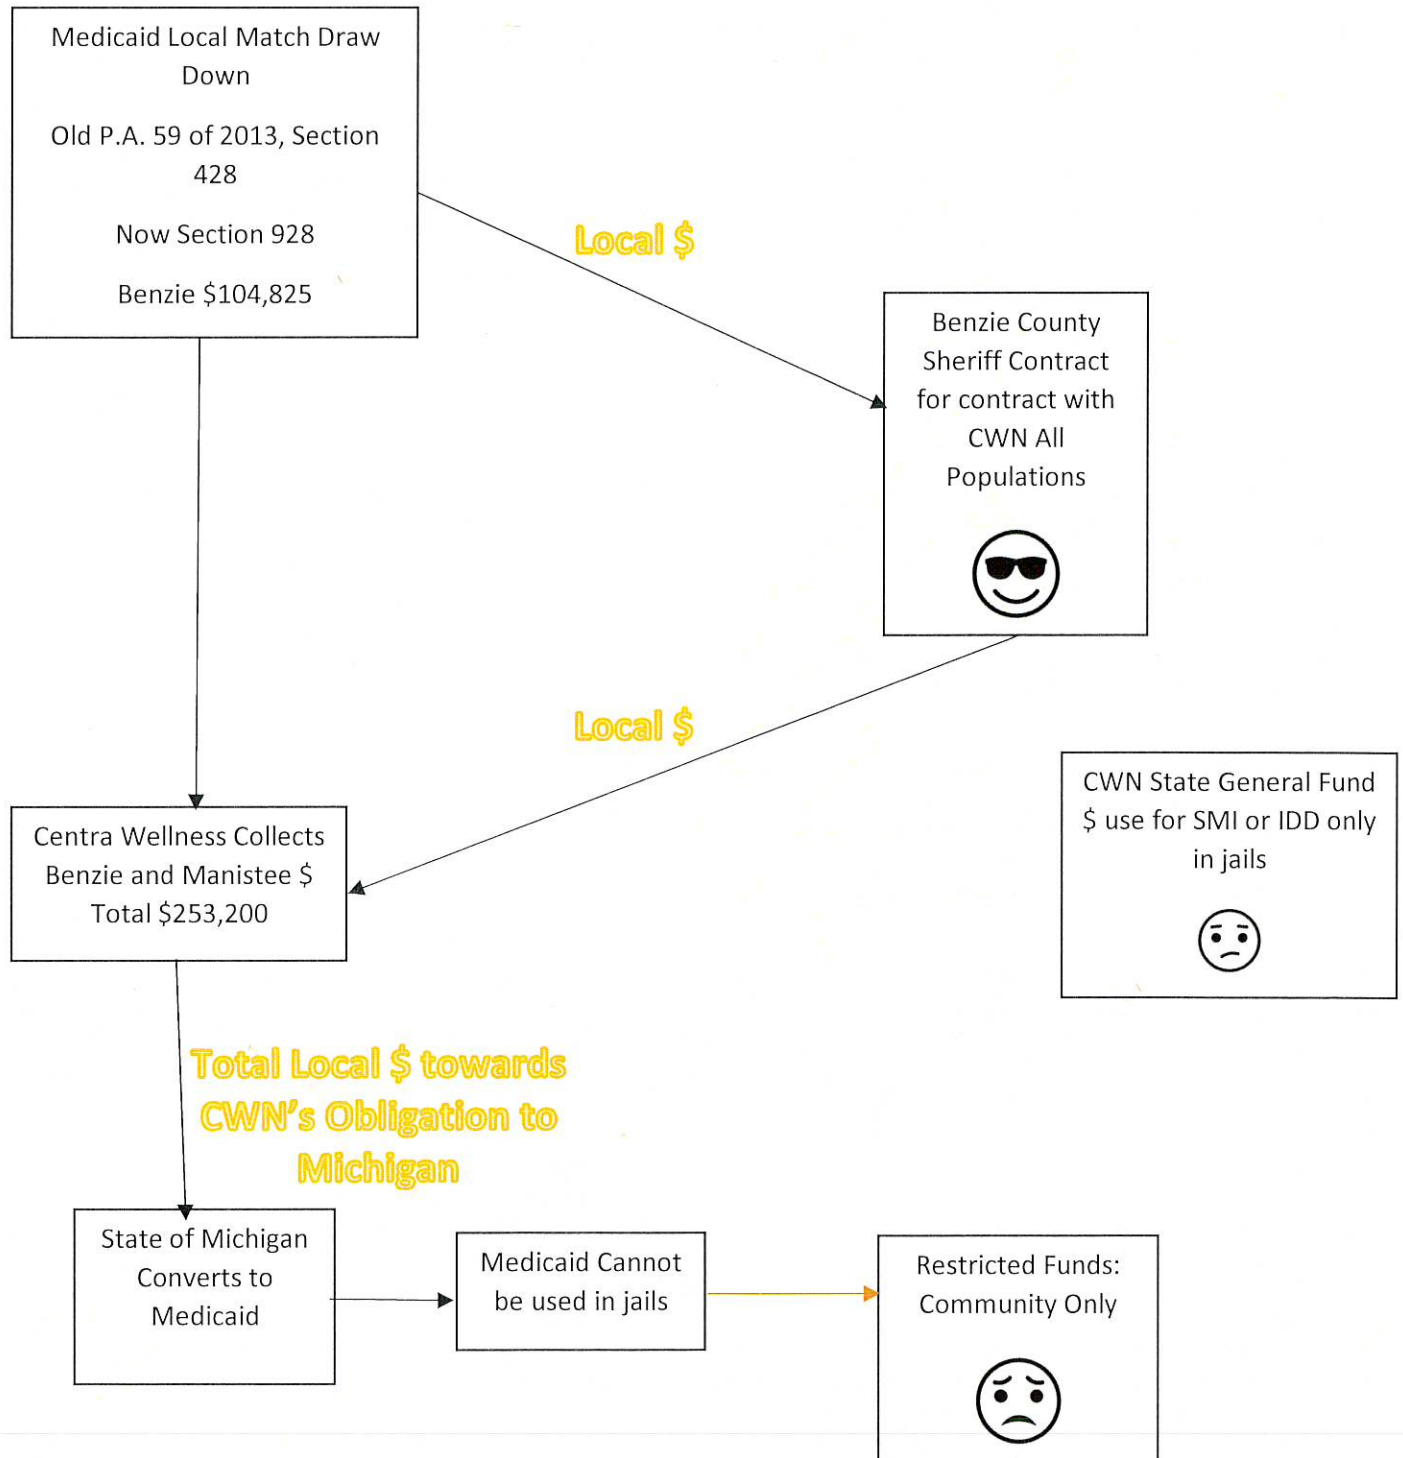 Medicaid Local Match Draw
Down
Old P.A. 59 of 2013, Section
428
Now Section 928
Benzie $104,825
Local $
Benzie County
Sheriff Contract
for contract with
CWN All
Populations
Local $
CWN State General Fund
$ use for SMI or IDD only
in jails
Centra Wellness Collects
Benzie and Manistee $
Total $253,200
Total Local $ towards
CWN's Obligation to
Michigan
State of Michigan
Converts to
Medicaid
Medicaid Cannot
be used in jails
Restricted Funds:
Community Only